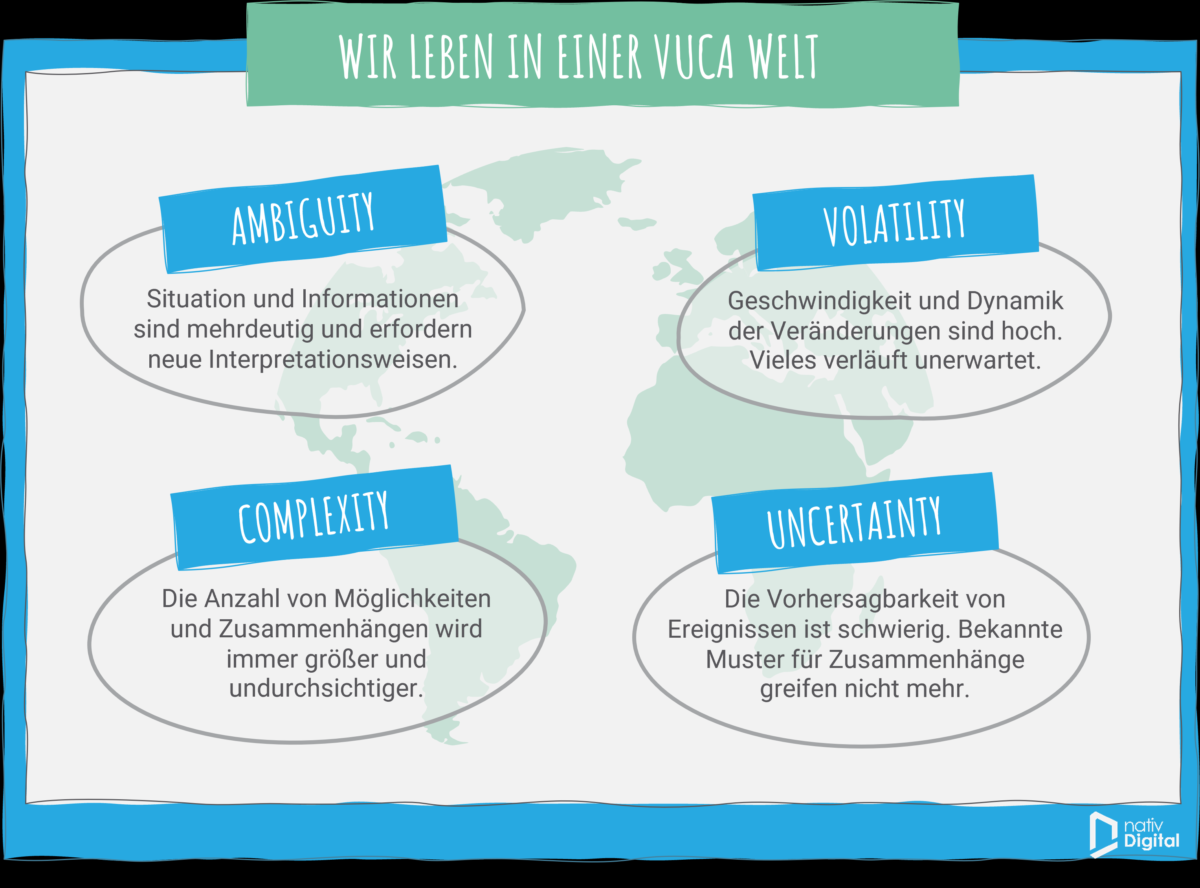 WIR LEBEN IN EINER VUCA WELT
AMBIGUITY
Situation und Informationen
sind mehrdeutig und erfordern
neue Interpretationsweisen.
VOLATILITY
Geschwindigkeit und Dynamik
der Veränderungen sind hoch.
Vieles verläuft unerwartet.
COMPLEXITY
Die Anzahl von Möglichkeiten
und Zusammenhängen wird
immer größer und
undurchsichtiger.
UNCERTAINTY
Die Vorhersagbarkeit von
Ereignissen ist schwierig. Bekannte
Muster für Zusammenhänge
greifen nicht mehr.
nativ
Digital